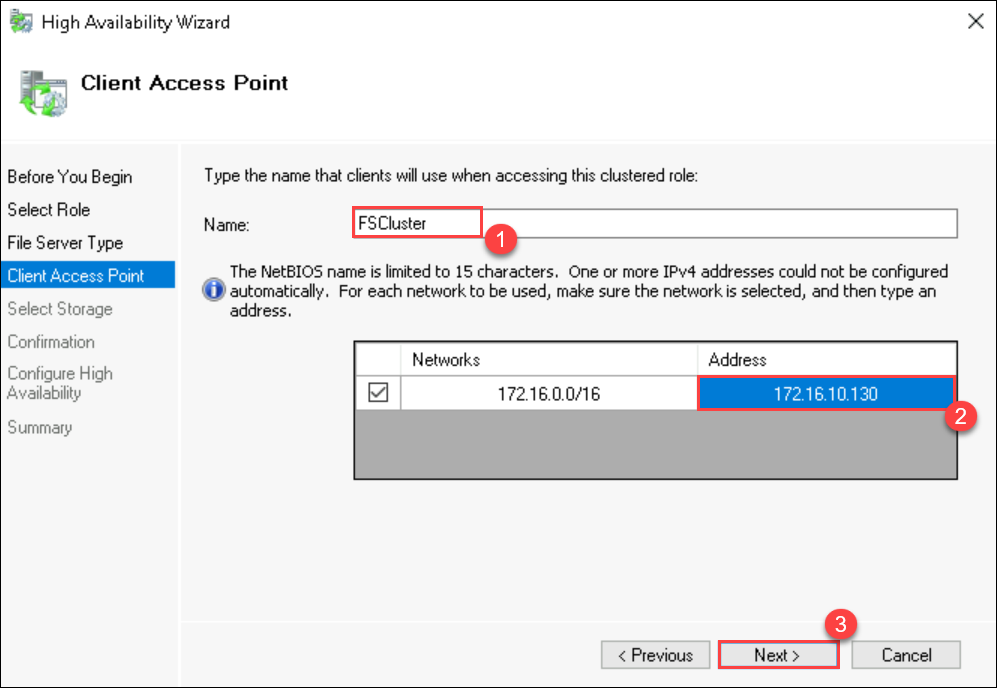 High Availability Wizard
Client Access Point
Before You Begin
Select Role
File Server Type
Client Access Point
Select Storage
Confirmation
Configure High
Availability
Summary
Type the name that clients will use when accessing this clustered role:
Name:
FSCluster
1
The NetBIOS name is limited to 15 characters.  One or more IPv4 addresses could not be configured
automatically.  For each network to be used, make sure the network is selected, and then type an
address.
Networks Address
172.16.0.0/16 172.16.10.130
2
3
< Previous Next > Cancel